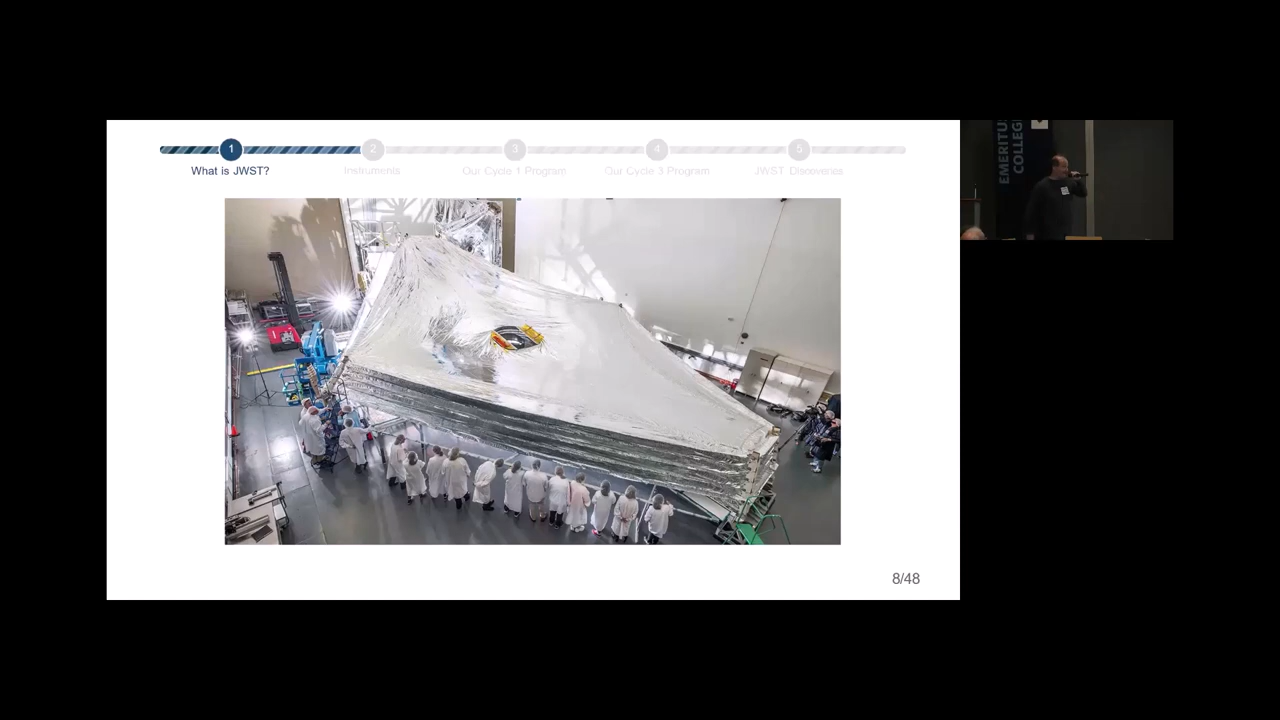 1
2
3
4
5
What is JWST?
Instruments
Our Cycle 1 Program
Our Cycle 3 Program
JWST Discoveries
8/48
EMERITUS
COLLEGE